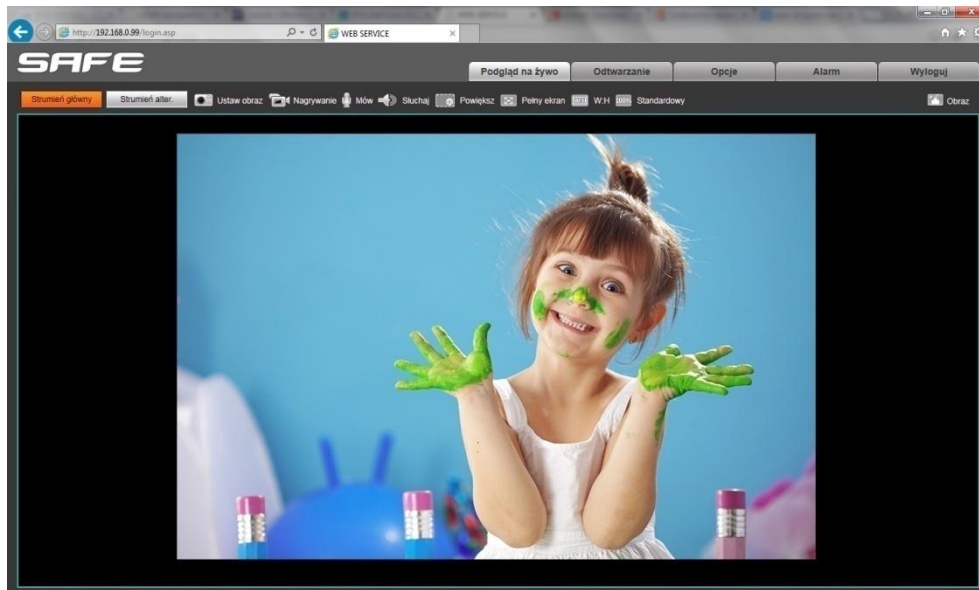 http://192.168.0.99/login.asp
WEB SERVICE
SAFE
Podgląd na żywo
Odtwarzanie
Opcje
Alarm
Wyloguj
Strumień główny
Strumień alter.
Ustaw obraz
Nagrywanie
Mów
Słuchaj
Powiększ
Pełny ekran
W:H
100%
Standardowy
Obraz